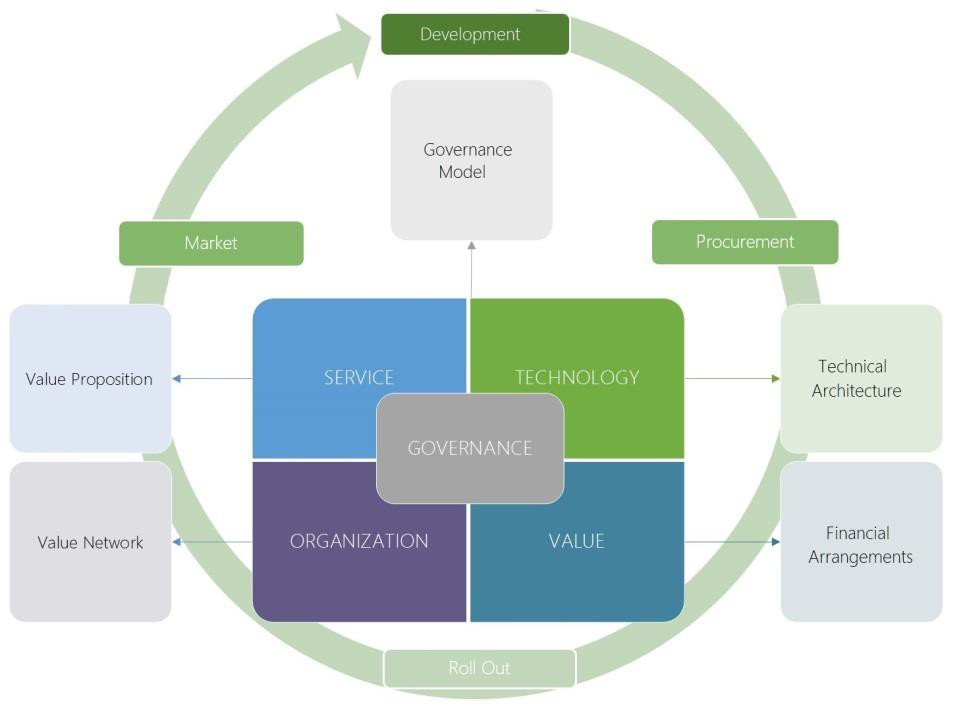 Development
Governance
Model
Market
Procurement
Value Proposition
SERVICE
TECHNOLOGY
Technical
Architecture
GOVERNANCE
Value Network
ORGANIZATION
VALUE
Financial
Arrangements
Roll Out